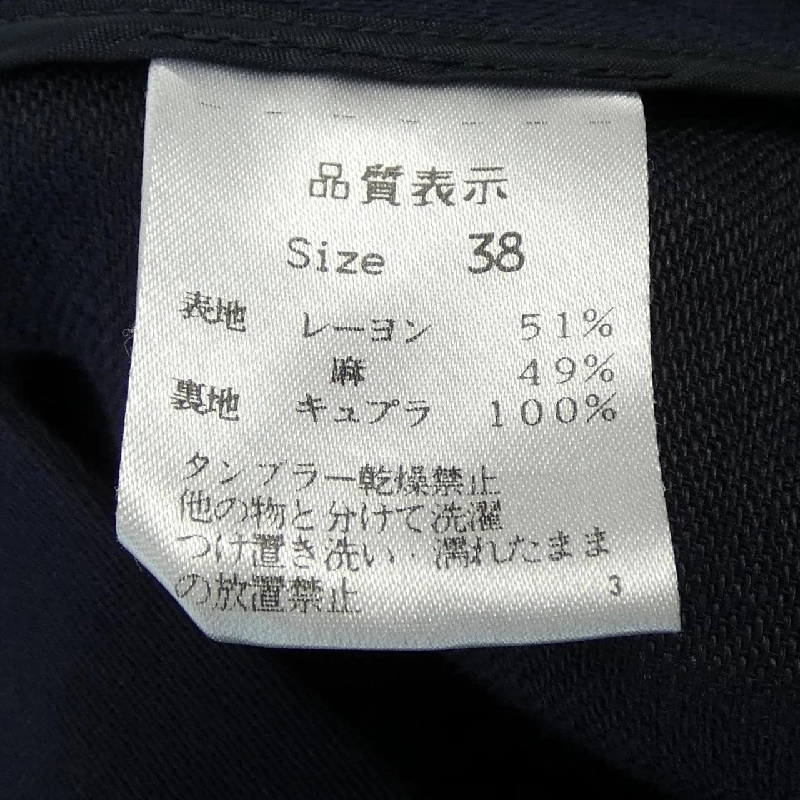 品質表示
Size 38
表地 レーヨン 51%
麻 49%
裏地 キュプラ 100%
タンブラー乾燥禁止
他の物と分けて洗濯
つけ置き洗い・濡れたまま
の放置禁止 3